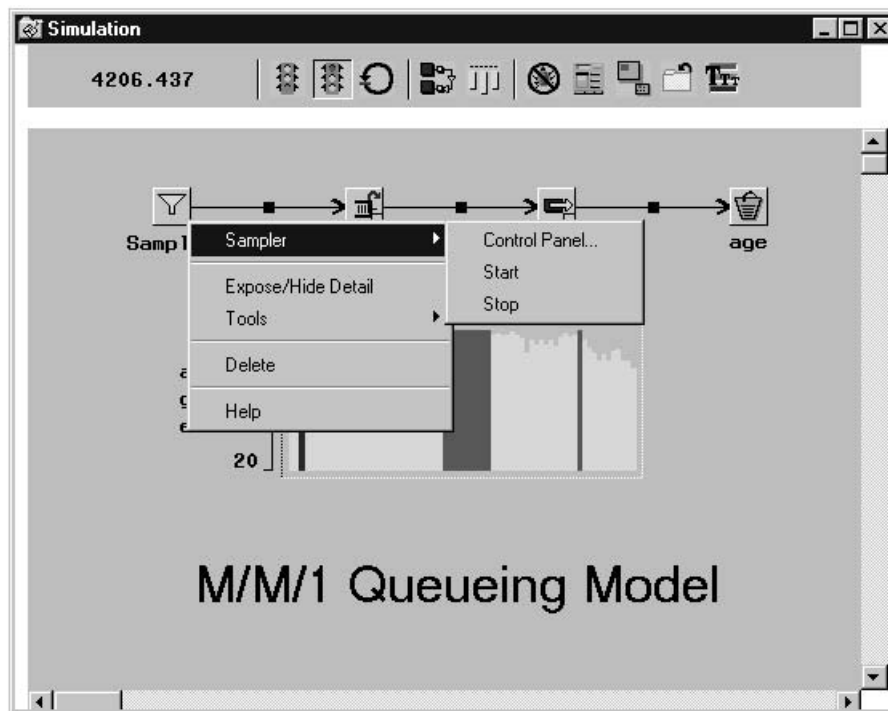 Simulation
4206.437
Sampl
age
Sampler
Control Panel...
Start
Stop
Expose/Hide Detail
Tools
Delete
Help
20
M/M/1 Queueing Model